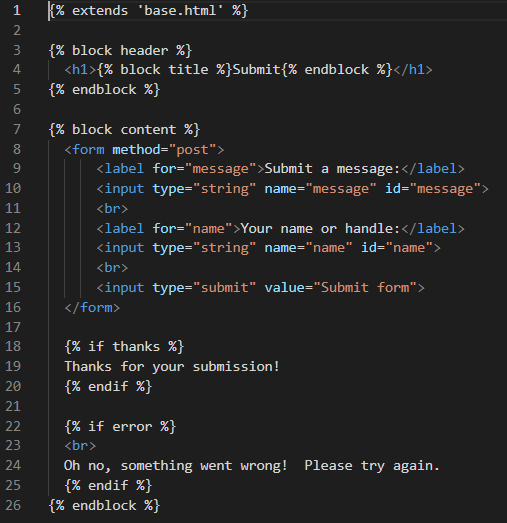 1 {% extends 'base.html' %}
2
3 {% block header %}
4   <h1>{% block title %}Submit{% endblock %}</h1>
5 {% endblock %}
6
7 {% block content %}
8   <form method="post">
9       <label for="message">Submit a message:</label>
10       <input type="string" name="message" id="message">
11       <br>
12       <label for="name">Your name or handle:</label>
13       <input type="string" name="name" id="name">
14       <br>
15       <input type="submit" value="Submit form">
16   </form>
17
18   {% if thanks %}
19   Thanks for your submission!
20   {% endif %}
21
22   {% if error %}
23   <br>
24   Oh no, something went wrong!  Please try again.
25   {% endif %}
26 {% endblock %}